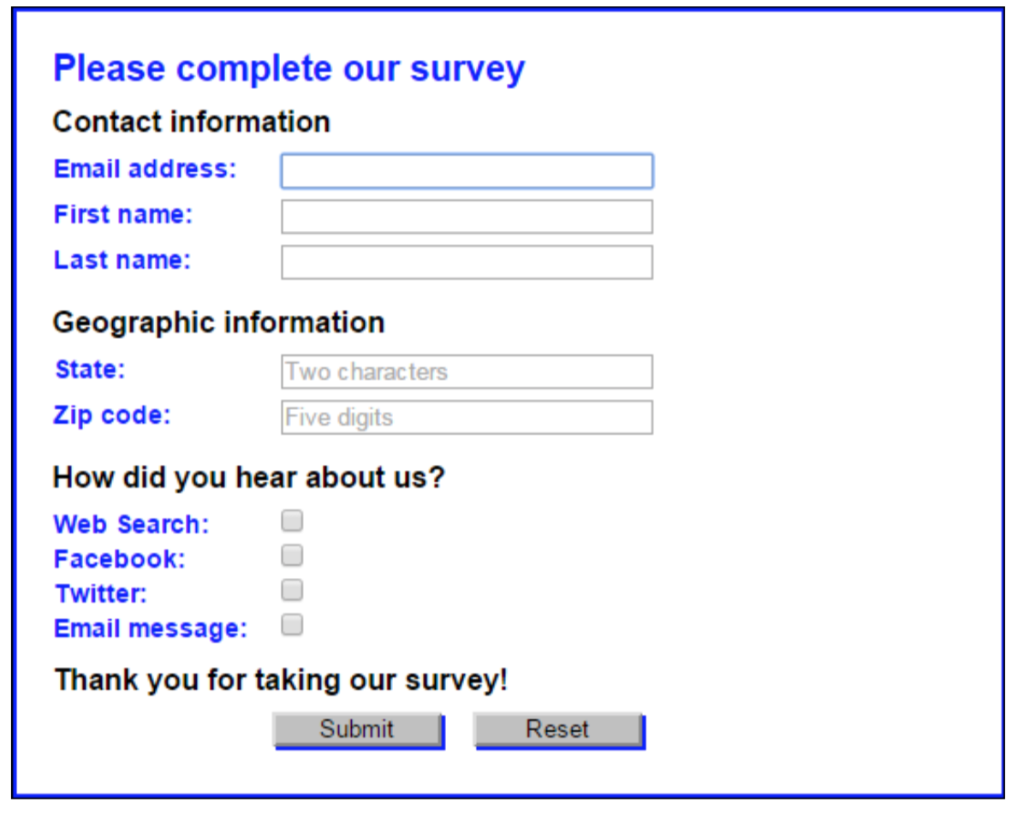 Please complete our survey
Contact information
Email address:
First name:
Last name:
Geographic information
State: Two characters
Zip code: Five digits
How did you hear about us?
Web Search:
Facebook:
Twitter:
Email message:
Thank you for taking our survey!
Submit Reset